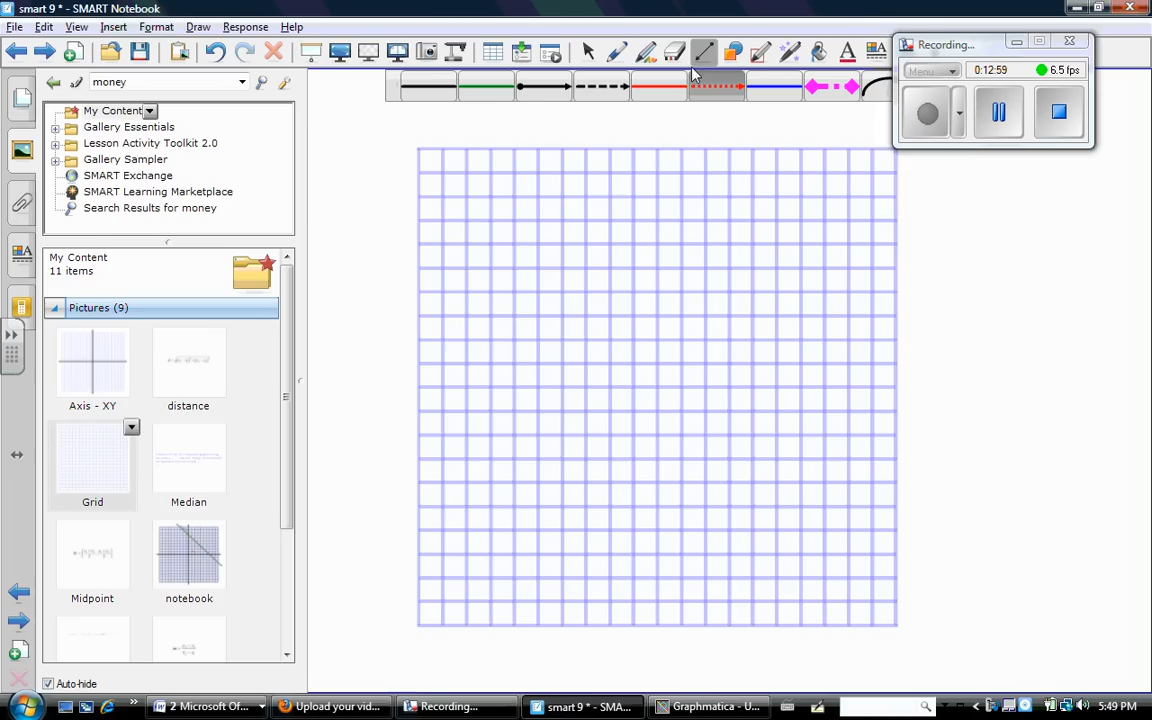 smart 9 * - SMART Notebook
File Edit View Insert Format Draw Response Help
Recording...
Menu
0:12:59
6.5 fps
money
My Content
Gallery Essentials
Lesson Activity Toolkit 2.0
Gallery Sampler
SMART Exchange
SMART Learning Marketplace
Search Results for money
My Content
11 items
Pictures (9)
Axis - XY
distance
Grid
Median
Midpoint
notebook
Auto-hide
2 Microsoft Of...
Upload your vid...
Recording...
smart 9 * - SMA...
Graphmatica - U...
5:49 PM